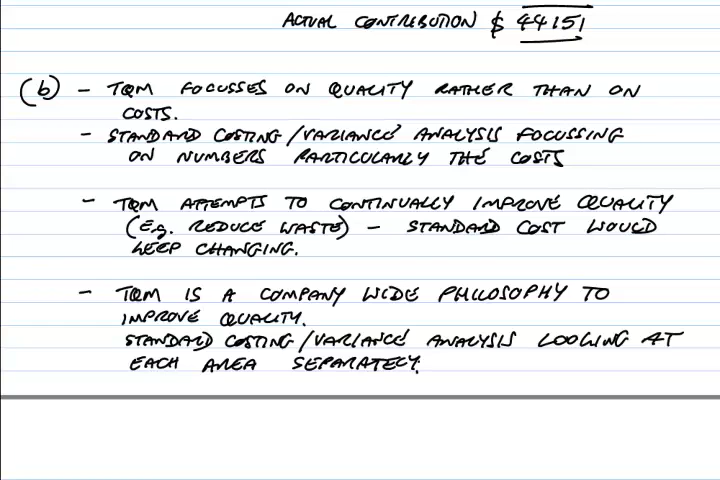 ACTUAL CONTRIBUTION $ 44151
(b) - TQM FOCUSSES ON QUALITY RATHER THAN ON
COSTS.
- STANDARD COSTING/VARIANCE ANALYSIS FOCUSSING
ON NUMBERS PARTICULARLY THE COSTS
- TQM ATTEMPTS TO CONTINUALLY IMPROVE QUALITY
(E.g. REDUCE WASTE) - STANDARD COST WOULD
KEEP CHANGING.
- TQM IS A COMPANY WIDE PHILOSOPHY TO
IMPROVE QUALITY.
STANDARD COSTING/VARIANCE ANALYSIS LOOKING AT
EACH AREA SEPARATELY.